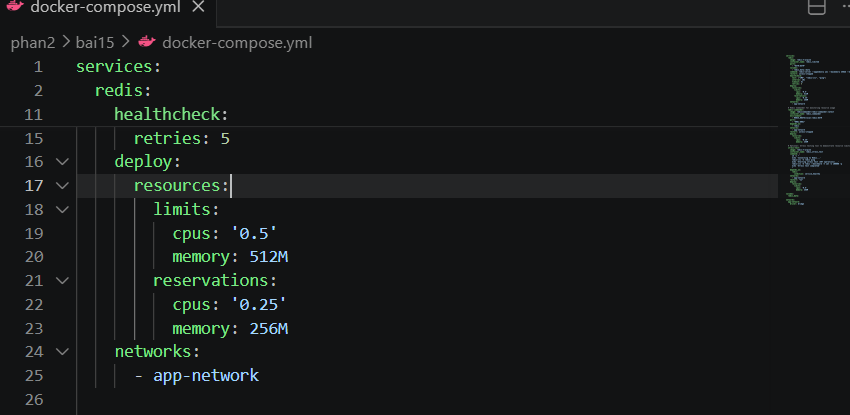 docker-compose.yml
phan2 > bai15 > docker-compose.yml
1 services:
2 redis:
11 healthcheck:
15 retries: 5
16 deploy:
17 resources:
18 limits:
19 cpus: '0.5'
20 memory: 512M
21 reservations:
22 cpus: '0.25'
23 memory: 256M
24 networks:
25 - app-network
26